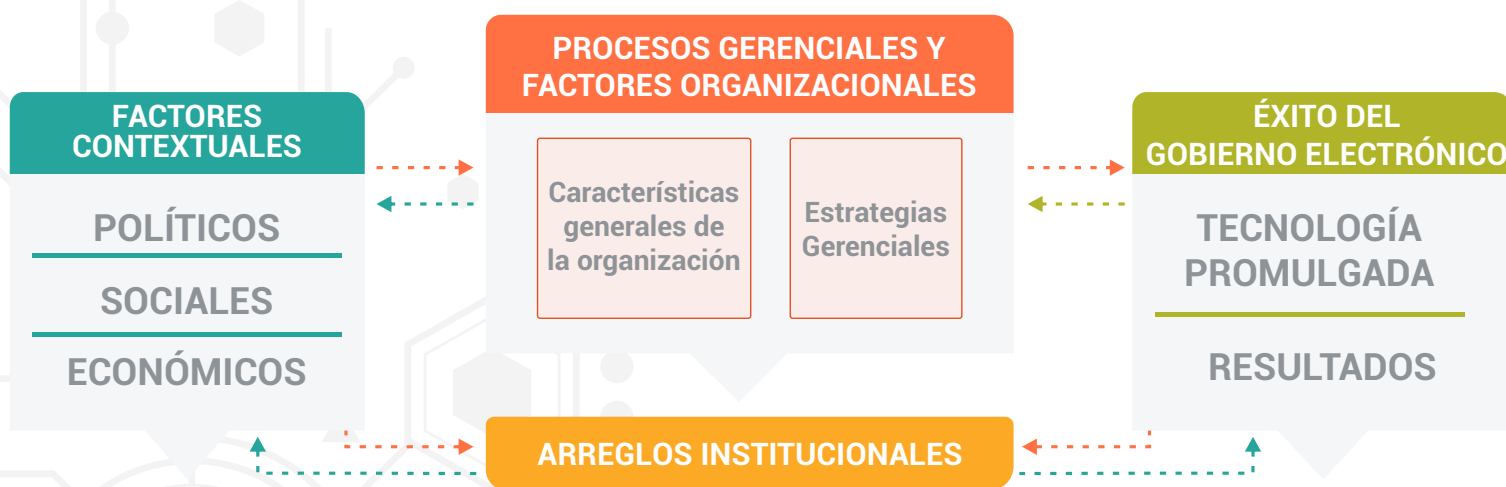 FACTORES
CONTEXTUALES
POLÍTICOS
SOCIALES
ECONÓMICOS
PROCESOS GERENCIALES Y
FACTORES ORGANIZACIONALES
Característícas
generales de
la organización
Estrategias
Gerenciales
ARREGLOS INSTITUCIONALES
ÉXITO DEL
GOBIERNO ELECTRÓNICO
TECNOLOGÍA
PROMULGADA
RESULTADOS